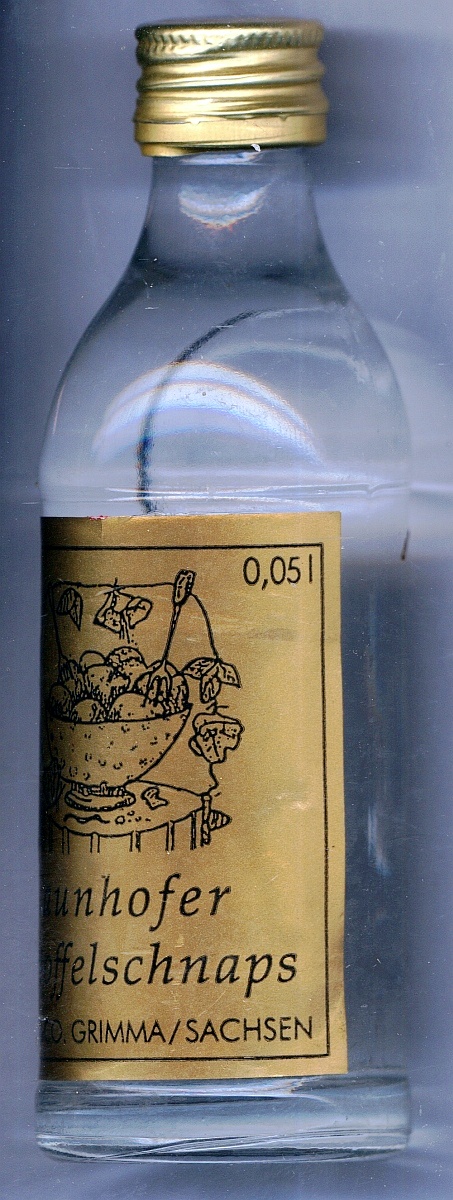 0,05 l
unhofer
ffelschnaps
O. GRIMMA/SACHSEN